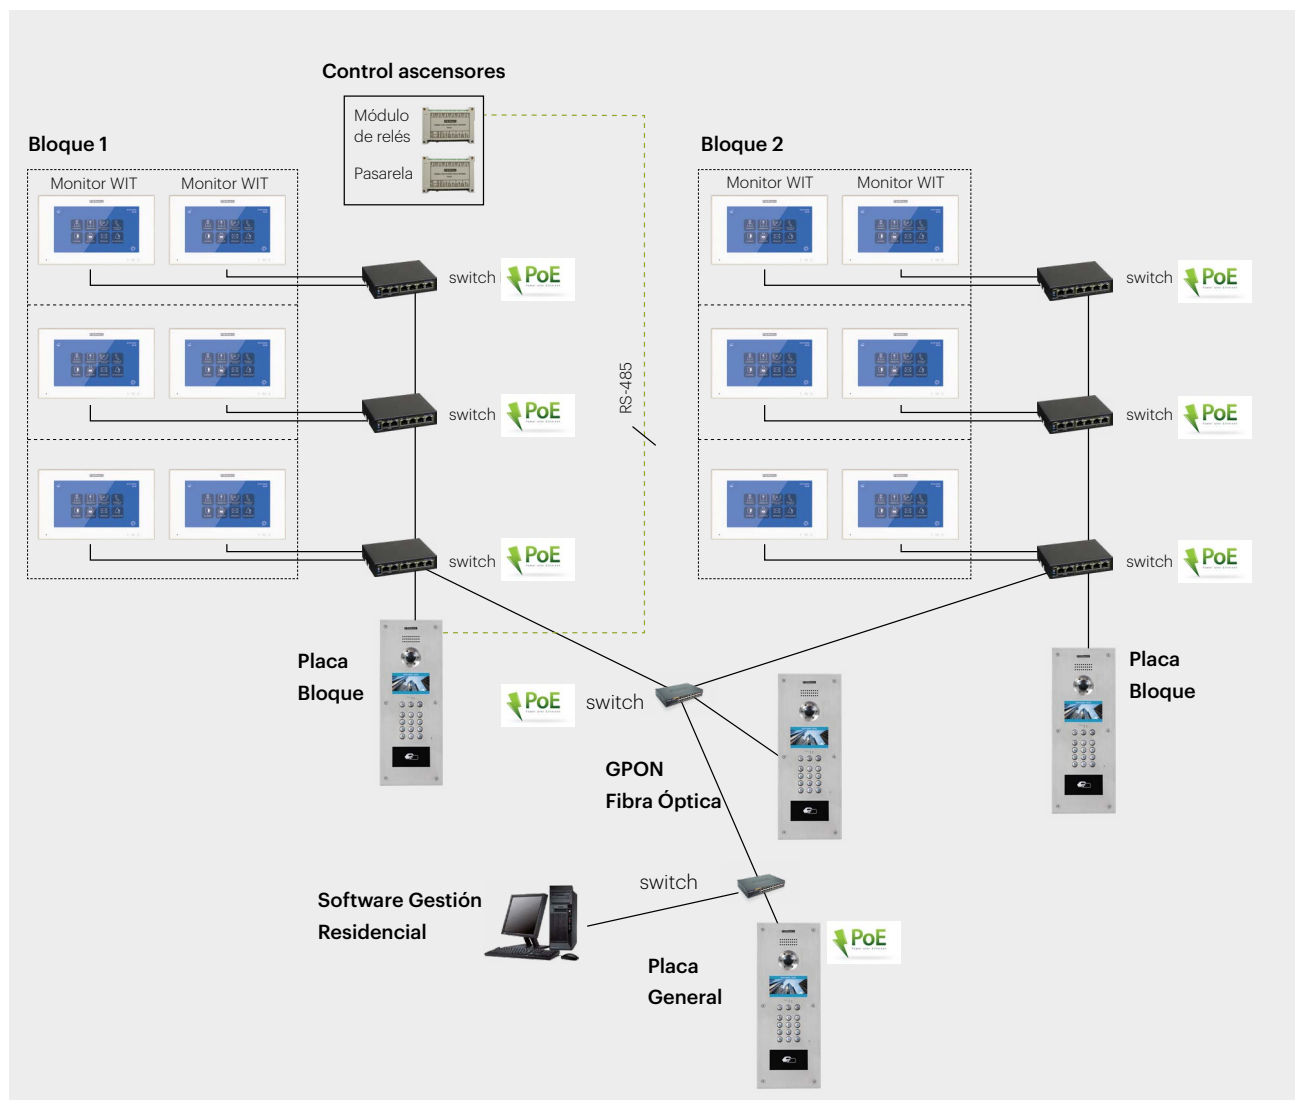 Control ascensores
Módulo
de relés
Pasarela
Bloque 1
Monitor WIT
Monitor WIT
switch
PoE
switch
PoE
switch
PoE
RS-485
Bloque 2
Monitor WIT
Monitor WIT
switch
PoE
switch
PoE
switch
PoE
Placa
Bloque
Placa
Bloque
PoE
switch
GPON
Fibra Óptica
switch
Software Gestión
Residencial
PoE
Placa
General